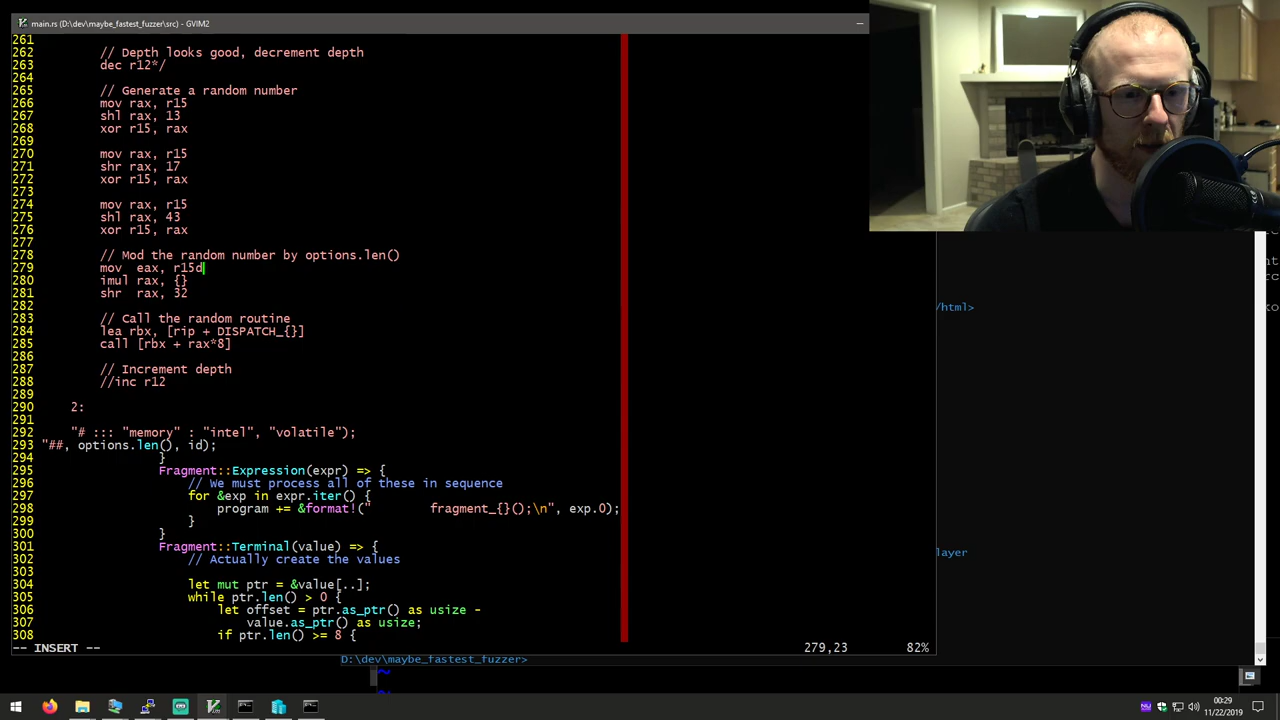 main.rs (D:\dev\maybe_fastest_fuzzer\src) - GVIM2
261
262         // Depth looks good, decrement depth
263         dec r12*/
264
265         // Generate a random number
266         mov rax, r15
267         shl rax, 13
268         xor r15, rax
269
270         mov rax, r15
271         shr rax, 17
272         xor r15, rax
273
274         mov rax, r15
275         shl rax, 43
276         xor r15, rax
277
278         // Mod the random number by options.len()
279         mov  eax, r15d
280         imul rax, {}
281         shr  rax, 32
282
283         // Call the random routine
284         lea rbx, [rip + DISPATCH_{}]
285         call [rbx + rax*8]
286
287         // Increment depth
288         //inc r12
289
290     2:
291
292     "# ::: "memory" : "intel", "volatile");
293 "##, options.len(), id);
294                 }
295                 Fragment::Expression(expr) => {
296                     // We must process all of these in sequence
297                     for &exp in expr.iter() {
298                         program += &format!("        fragment_{}();\n", exp.0);
299                     }
300                 }
301                 Fragment::Terminal(value) => {
302                     // Actually create the values
303
304                     let mut ptr = &value[..];
305                     while ptr.len() > 0 {
306                         let offset = ptr.as_ptr() as usize -
307                             value.as_ptr() as usize;
308                         if ptr.len() >= 8 {
-- INSERT -- 279,23 82%
/html>
layer
D:\dev\maybe_fastest_fuzzer>
~
~
00:29
11/22/2019